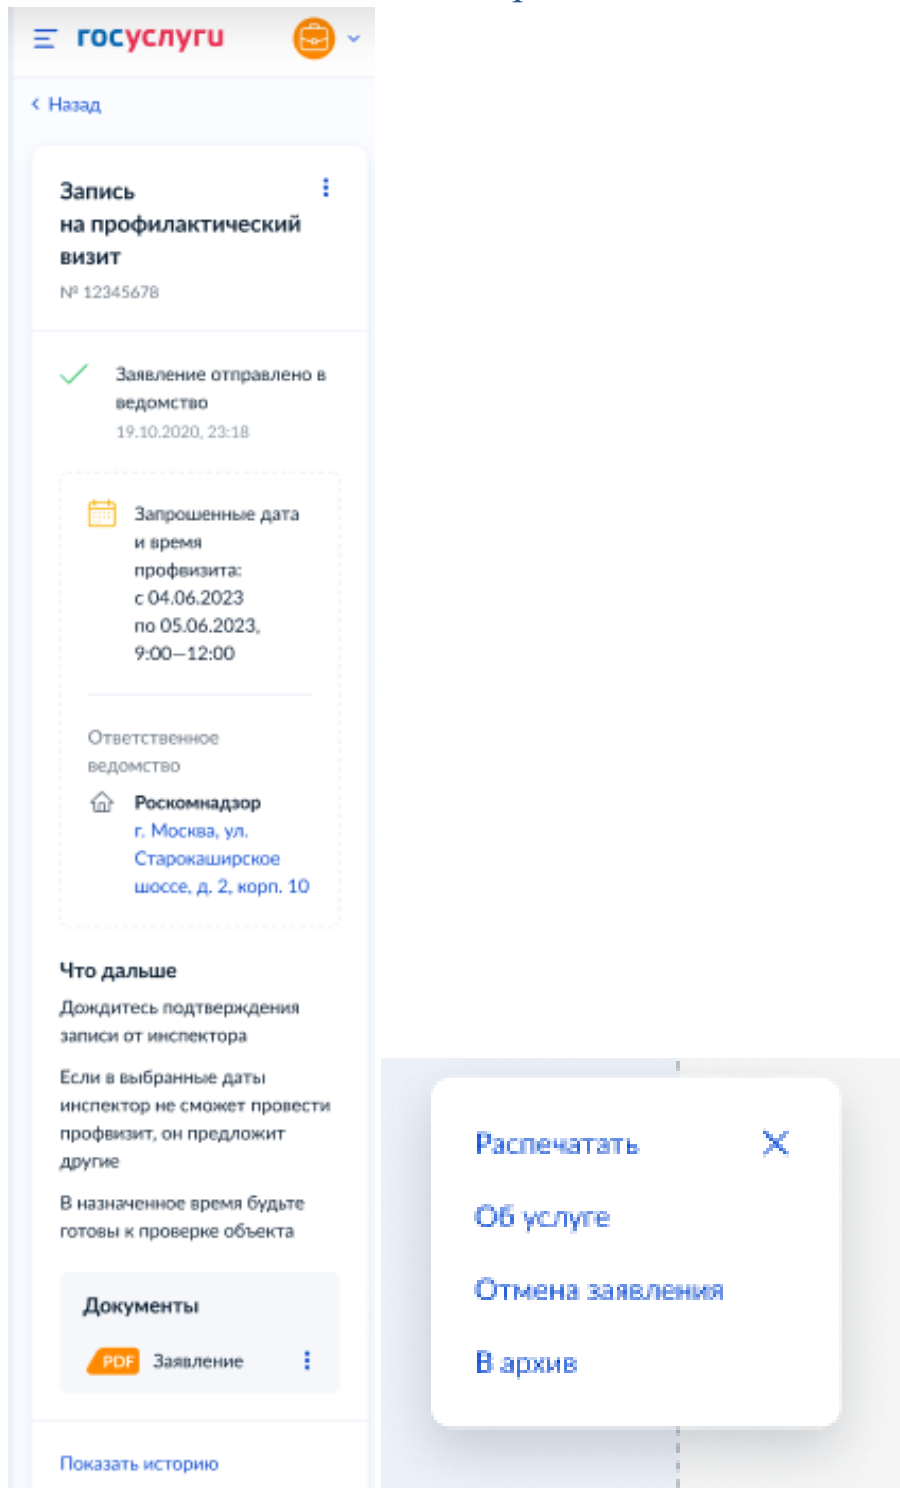 госуслуги
Назад
Запись
на профилактический
визит
№ 12345678
Заявление отправлено в
ведомство
19.10.2020, 23:18
Запрошенные дата
и время
профвизита:
с 04.06.2023
по 05.06.2023,
9:00—12:00
Ответственное
ведомство
Роскомнадзор
г. Москва, ул.
Старокаширское
шоссе, д. 2, корп. 10
Что дальше
Дождитесь подтверждения
записи от инспектора
Если в выбранные даты
инспектор не сможет провести
профвизит, он предложит
другие
В назначенное время будьте
готовы к проверке объекта
Документы
PDF Заявление
Показать историю
Распечатать
Об услуге
Отмена заявления
В архив